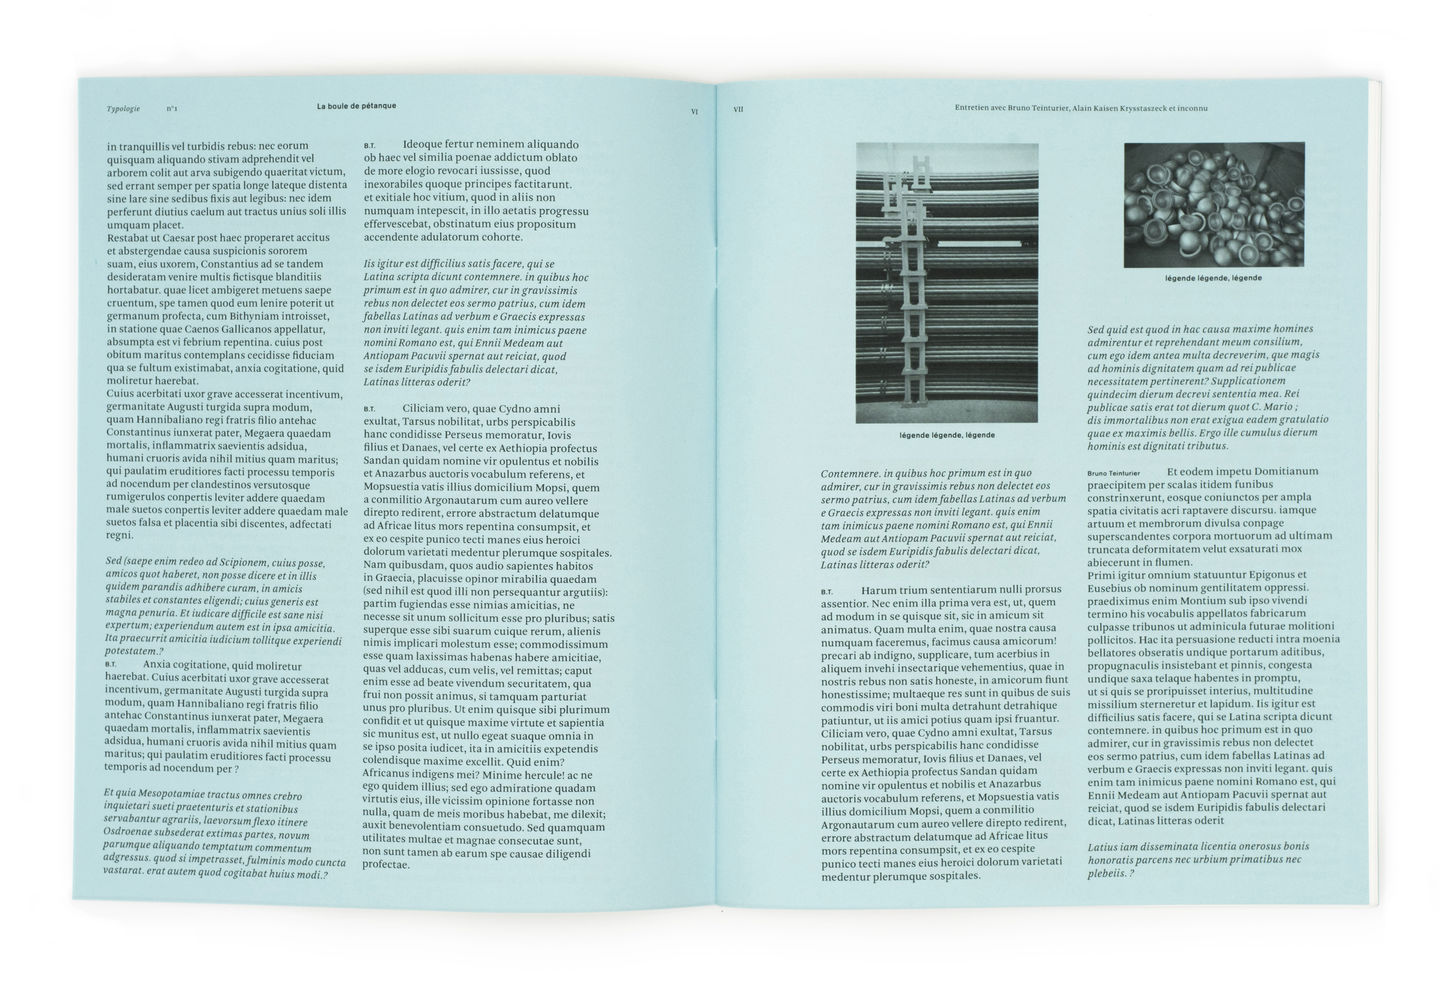 Typologie n°1 La boule de pétanque VI
in tranquillis vel turbidis rebus: nec eorum
quisquam aliquando stivam adprehendit vel
arborem colit aut arva subigendo quaeritat victum,
sed errant semper per spatia longe lateque distenta
sine lare sine sedibus fixis aut legibus: nec idem
perferunt diutius caelum aut tractus unius soli illis
umquam placet.
Restabat ut Caesar post haec properaret accitus
et abstergendae causa suspicionis sororem
suam, eius uxorem, Constantius ad se tandem
desideratam venire multis fictisque blanditiis
hortabatur. quae licet ambigeret metuens saepe
cruentum, spe tamen quod eum lenire poterit ut
germanum profecta, cum Bithyniam introisset,
in statione quae Caenos Gallicanos appellatur,
absumpta est vi febrium repentina. cuius post
obitum maritus contemplans cecidisse fiduciam
qua se fultum existimabat, anxia cogitatione, quid
moliretur haerebat.
Cuius acerbitati uxor grave accesserat incentivum,
germanitate Augusti turgida supra modum,
quam Hannibaliano regi fratris filio antehac
Constantinus iunxerat pater, Megaera quaedam
mortalis, inflammatrix saevientis adsidua,
humani cruoris avida nihil mitius quam maritus;
qui paulatim eruditiores facti processu temporis
ad nocendum per clandestinos versutosque
rumigerulos conpertis leviter addere quaedam
male suetos conpertis leviter addere quaedam male
suetos falsa et placentia sibi discentes, adfectati
regni.
Sed (saepe enim redeo ad Scipionem, cuius posse,
amicos quot haberet, non posse dicere et in illis
quidem parandis adhibere curam, in amicis
stabiles et constantes eligendi; cuius generis est
magna penuria. Et iudicare difficile est sane nisi
expertum; experiendum autem est in ipsa amicitia.
Ita praecurrit amicitia iudicium tollitque experiendi
potestatem.?
B.T. Anxia cogitatione, quid moliretur
haerebat. Cuius acerbitati uxor grave accesserat
incentivum, germanitate Augusti turgida supra
modum, quam Hannibaliano regi fratris filio
antehac Constantinus iunxerat pater, Megaera
quaedam mortalis, inflammatrix saevientis
adsidua, humani cruoris avida nihil mitius quam
maritus; qui paulatim eruditiores facti processu
temporis ad nocendum per ?
Et quia Mesopotamiae tractus omnes crebro
inquietari sueti praetenturis et stationibus
servabantur agrariis, laevorsum flexo itinere
Osdroenae subsederat extimas partes, novum
parumque aliquando temptatum commentum
adgressus. quod si impetrasset, fulminis modo cuncta
vastarat. erat autem quod cogitabat huius modi.?
B.T. Ideoque fertur neminem aliquando
ob haec vel similia poenae addictum oblato
de more elogio revocari iussisse, quod
inexorabiles quoque principes factitarunt.
et exitiale hoc vitium, quod in aliis non
numquam intepescit, in illo aetatis progressu
effervescebat, obstinatum eius propositum
accendente adulatorum cohorte.
Iis igitur est difficilius satis facere, qui se
Latina scripta dicunt contemnere. in quibus hoc
primum est in quo admirer, cur in gravissimis
rebus non delectet eos sermo patrius, cum idem
fabellas Latinas ad verbum e Graecis expressas
non inviti legant. quis enim tam inimicus paene
nomini Romano est, qui Ennii Medeam aut
Antiopam Pacuvii spernat aut reiciat, quod
se isdem Euripidis fabulis delectari dicat,
Latinas litteras oderit?
B.T. Ciliciam vero, quae Cydno amni
exultat, Tarsus nobilitat, urbs perspicabilis
hanc condidisse Perseus memoratur, Iovis
filius et Danaes, vel certe ex Aethiopia profectus
Sandan quidam nomine vir opulentus et nobilis
et Anazarbus auctoris vocabulum referens, et
Mopsuestia vatis illius domicilium Mopsi, quem
a conmilitio Argonautarum cum aureo vellere
direpto redirent, errore abstractum delatumque
ad Africae litus mors repentina consumpsit, et
ex eo cespite punico tecti manes eius heroici
dolorum varietati medentur plerumque sospitales.
Nam quibusdam, quos audio sapientes habitos
in Graecia, placuisse opinor mirabilia quaedam
(sed nihil est quod illi non persequantur argutiis):
partim fugiendas esse nimias amicitias, ne
necesse sit unum sollicitum esse pro pluribus; satis
superque esse sibi suarum cuique rerum, alienis
nimis implicari molestum esse; commodissimum
esse quam laxissimas habenas habere amicitiae,
quas vel adducas, cum velis, vel remittas; caput
enim esse ad beate vivendum securitatem, qua
frui non possit animus, si tamquam parturiat
unus pro pluribus. Ut enim quisque sibi plurimum
confidit et ut quisque maxime virtute et sapientia
sic munitus est, ut nullo egeat suaque omnia in
se ipso posita iudicet, ita in amicitiis expetendis
colendisque maxime excellit. Quid enim?
Africanus indigens mei? Minime hercule! ac ne
ego quidem illius; sed ego admiratione quadam
virtutis eius, ille vicissim opinione fortasse non
nulla, quam de meis moribus habebat, me dilexit;
auxit benevolentiam consuetudo. Sed quamquam
utilitates multae et magnae consecutae sunt,
non sunt tamen ab earum spe causae diligendi
profectae.
VII Entretien avec Bruno Teinturier, Alain Kaisen Krysstaszeck et inconnu
légende légende, légende
Contemnere. in quibus hoc primum est in quo
admirer, cur in gravissimis rebus non delectet eos
sermo patrius, cum idem fabellas Latinas ad verbum
e Graecis expressas non inviti legant. quis enim
tam inimicus paene nomini Romano est, qui Ennii
Medeam aut Antiopam Pacuvii spernat aut reiciat,
quod se isdem Euripidis fabulis delectari dicat,
Latinas litteras oderit?
B.T. Harum trium sententiarum nulli prorsus
assentior. Nec enim illa prima vera est, ut, quem
ad modum in se quisque sit, sic in amicum sit
animatus. Quam multa enim, quae nostra causa
numquam faceremus, facimus causa amicorum!
precari ab indigno, supplicare, tum acerbius in
aliquem invehi insectarique vehementius, quae in
nostris rebus non satis honeste, in amicorum fiunt
honestissime; multaeque res sunt in quibus de suis
commodis viri boni multa detrahunt detrahique
patiuntur, ut iis amici potius quam ipsi fruantur.
Ciliciam vero, quae Cydno amni exultat, Tarsus
nobilitat, urbs perspicabilis hanc condidisse
Perseus memoratur, Iovis filius et Danaes, vel
certe ex Aethiopia profectus Sandan quidam
nomine vir opulentus et nobilis et Anazarbus
auctoris vocabulum referens, et Mopsuestia vatis
illius domicilium Mopsi, quem a conmilitio
Argonautarum cum aureo vellere direpto redirent,
errore abstractum delatumque ad Africae litus
mors repentina consumpsit, et ex eo cespite
punico tecti manes eius heroici dolorum varietati
medentur plerumque sospitales.
légende légende, légende
Sed quid est quod in hac causa maxime homines
admirentur et reprehendant meum consilium,
cum ego idem antea multa decreverim, que magis
ad hominis dignitatem quam ad rei publicae
necessitatem pertinerent? Supplicationem
quindecim dierum decrevi sententia mea. Rei
publicae satis erat tot dierum quot C. Mario ;
dis immortalibus non erat exigua eadem gratulatio
quae ex maximis bellis. Ergo ille cumulus dierum
hominis est dignitati tributus.
Bruno Teinturier Et eodem impetu Domitianum
praecipitem per scalas itidem funibus
constrinxerunt, eosque coniunctos per ampla
spatia civitatis acri raptavere discursu. iamque
artuum et membrorum divulsa conpage
superscandentes corpora mortuorum ad ultimam
truncata deformitatem velut exsaturati mox
abiecerunt in flumen.
Primi igitur omnium statuuntur Epigonus et
Eusebius ob nominum gentilitatem oppressi.
praediximus enim Montium sub ipso vivendi
termino his vocabulis appellatos fabricarum
culpasse tribunos ut adminicula futurae molitioni
pollicitos. Hac ita persuasione reducti intra moenia
bellatores obseratis undique portarum aditibus,
propugnaculis insistebant et pinnis, congesta
undique saxa telaque habentes in promptu,
ut si quis se proripuisset interius, multitudine
missilium sterneretur et lapidum. Iis igitur est
difficilius satis facere, qui se Latina scripta dicunt
contemnere. in quibus hoc primum est in quo
admirer, cur in gravissimis rebus non delectet
eos sermo patrius, cum idem fabellas Latinas ad
verbum e Graecis expressas non inviti legant. quis
enim tam inimicus paene nomini Romano est, qui
Ennii Medeam aut Antiopam Pacuvii spernat aut
reiciat, quod se isdem Euripidis fabulis delectari
dicat, Latinas litteras oderit
Latius iam disseminata licentia onerosus bonis
honoratis parcens nec urbium primatibus nec
plebeiis. ?